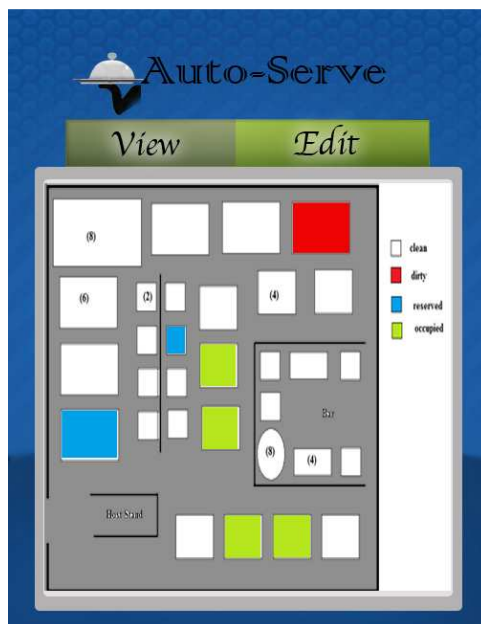 Auto-Serve
View Edit
(8)
clean
dirty
(6) (2) (4)
reserved
occupied
Bar
(8) (4)
Host Stand